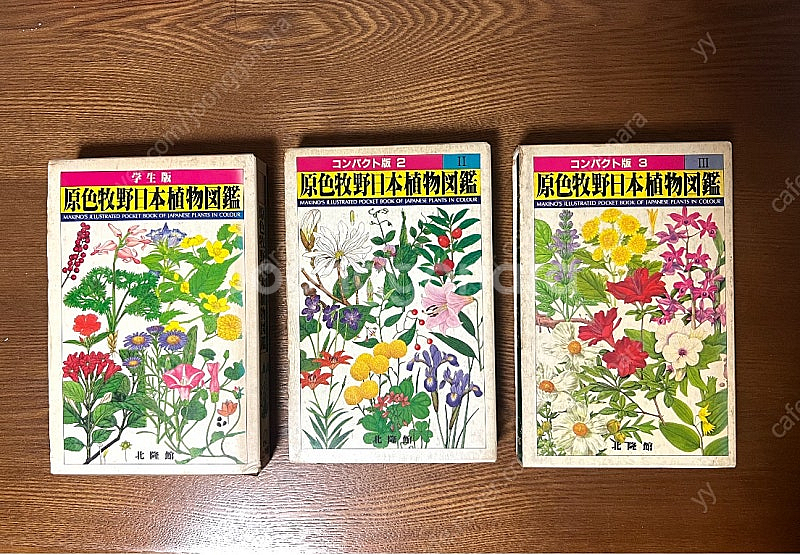 学生版
原色牧野日本植物図鑑
MAKINO'S ILLUSTRATED POCKET BOOK OF JAPANESE PLANTS IN COLOUR
北隆館
コンパクト版 2
II
原色牧野日本植物図鑑
MAKINO'S ILLUSTRATED POCKET BOOK OF JAPANESE PLANTS IN COLOUR
北隆館
コンパクト版 3
III
原色牧野日本植物図鑑
MAKINO'S ILLUSTRATED POCKET BOOK OF JAPANESE PLANTS IN COLOUR
北隆館
joonggonara